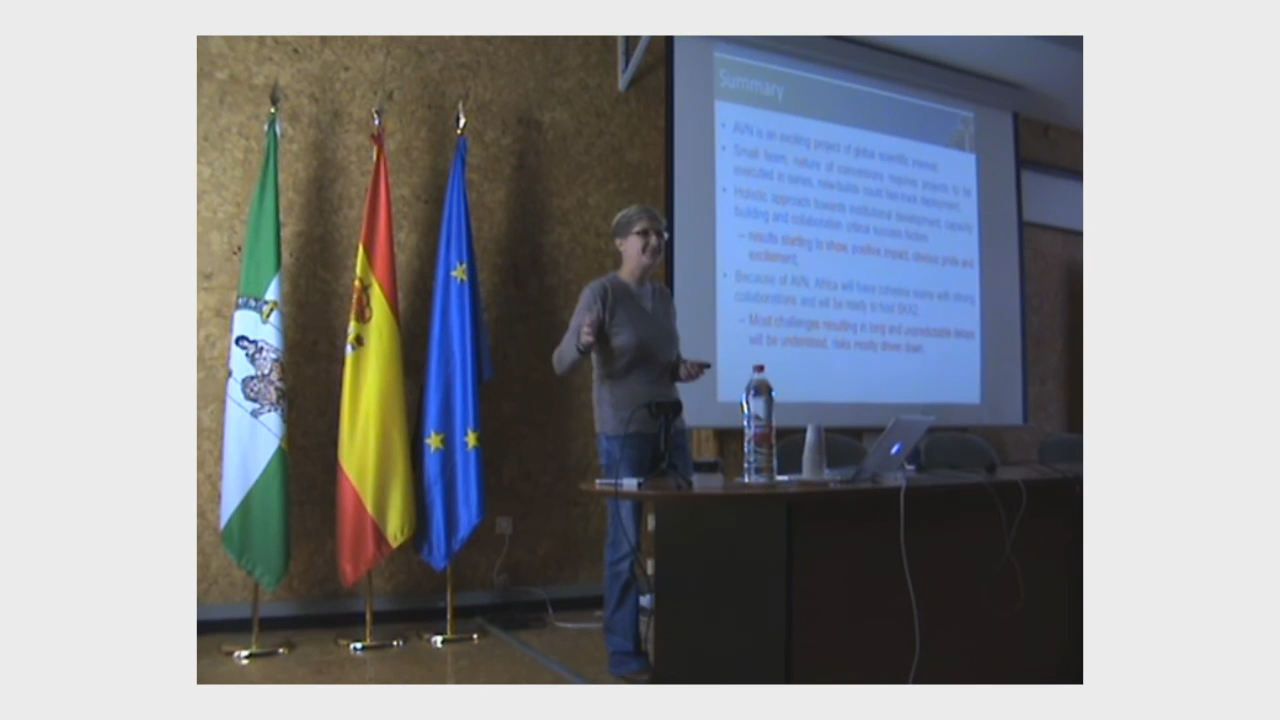 Summary
• AVN is an exciting project of global scientific interest;
• Small team, nature of conversions requires projects to be
executed in series, new-builds could fast-track deployment;
• Holistic approach towards institutional development, capacity
building and collaboration critical success factors
– results starting to show, positive impact, obvious pride and
excitement;
• Because of AVN, Africa will have cohesive teams with strong
collaborations and will be ready to host SKA2.
– Most challenges resulting in long and unpredictable delays
will be understood, risks mostly driven down.